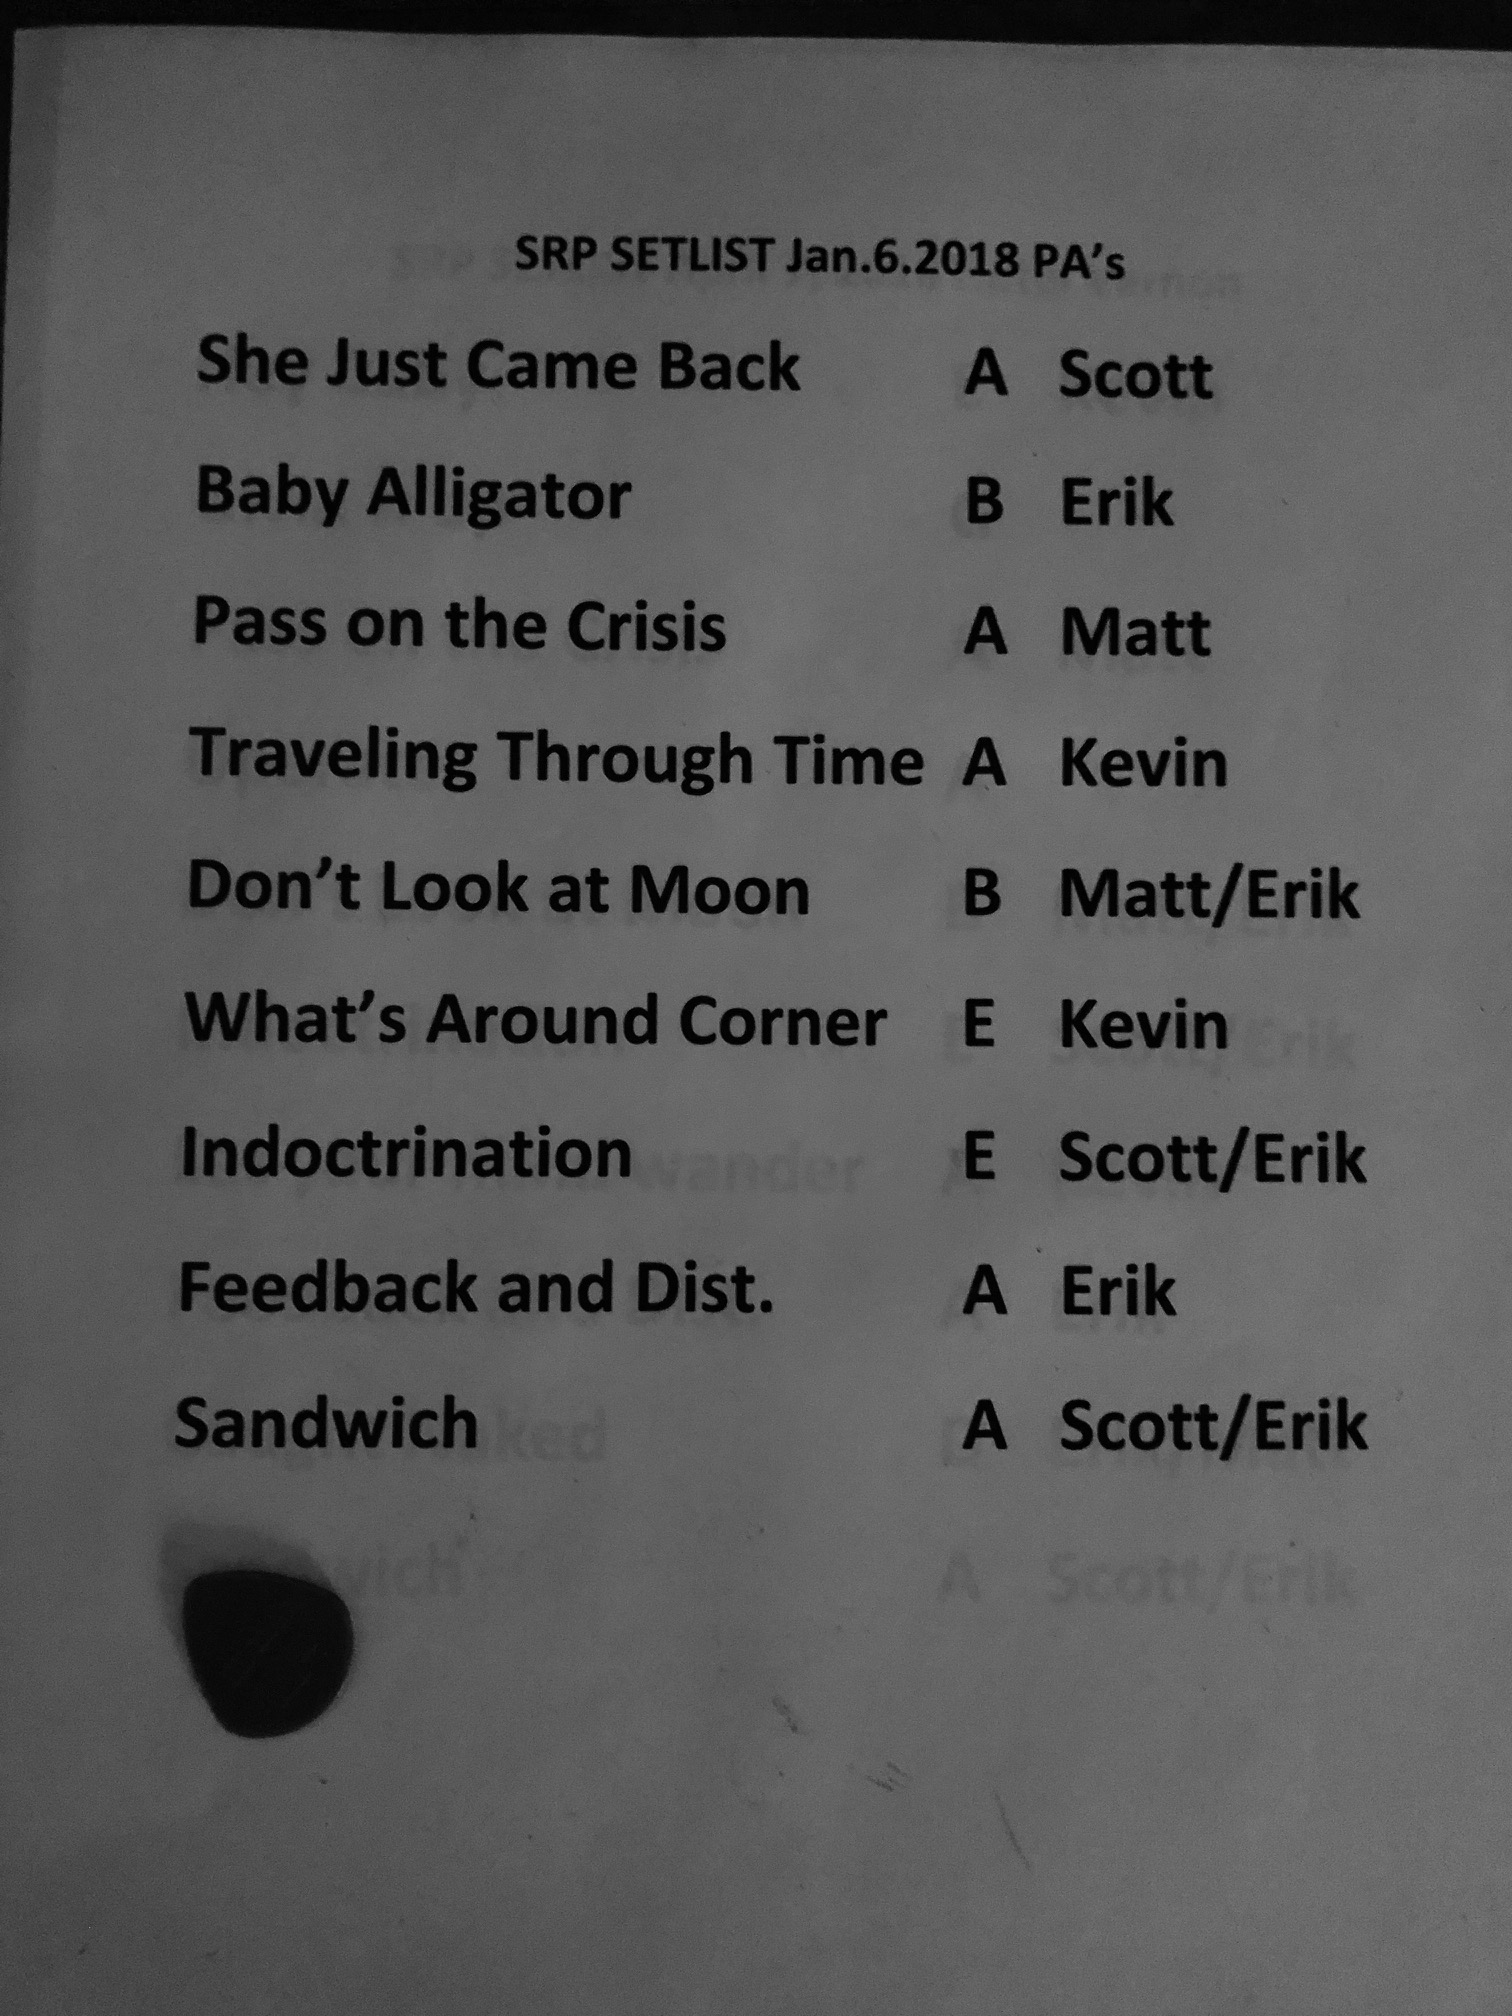 SRP SETLIST Jan.6.2018 PA's
She Just Came Back A Scott
Baby Alligator B Erik
Pass on the Crisis A Matt
Traveling Through Time A Kevin
Don't Look at Moon B Matt/Erik
What's Around Corner E Kevin
Indoctrination E Scott/Erik
Feedback and Dist. A Erik
Sandwich A Scott/Erik